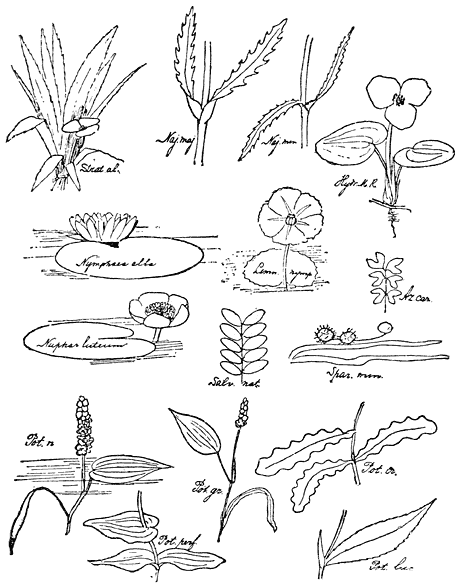 Strat al.
Naj. maj
Naj. min
Hydr. M. R.
Nymphaea alba
Limn. nymph
Az car.
Nuphar luteum
Salv. nat.
Spar. mim.
Pot. n
Pot gr.
Pot. cr.
Pot. perf.
Pot. luc.